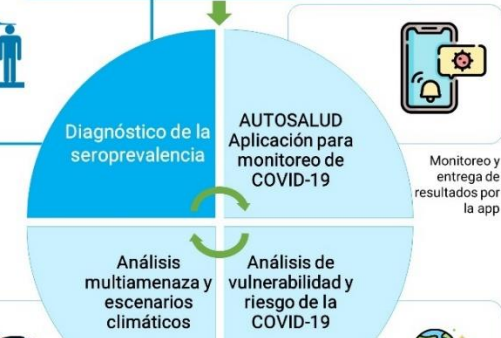 Diagnóstico de la
seroprevalencia
AUTOSALUD
Aplicación para
monitoreo de
COVID-19
Monitoreo y
entrega de
resultados por
la app
Análisis
multiamenaza y
escenarios
climáticos
Análisis de
vulnerabilidad y
riesgo de la
COVID-19